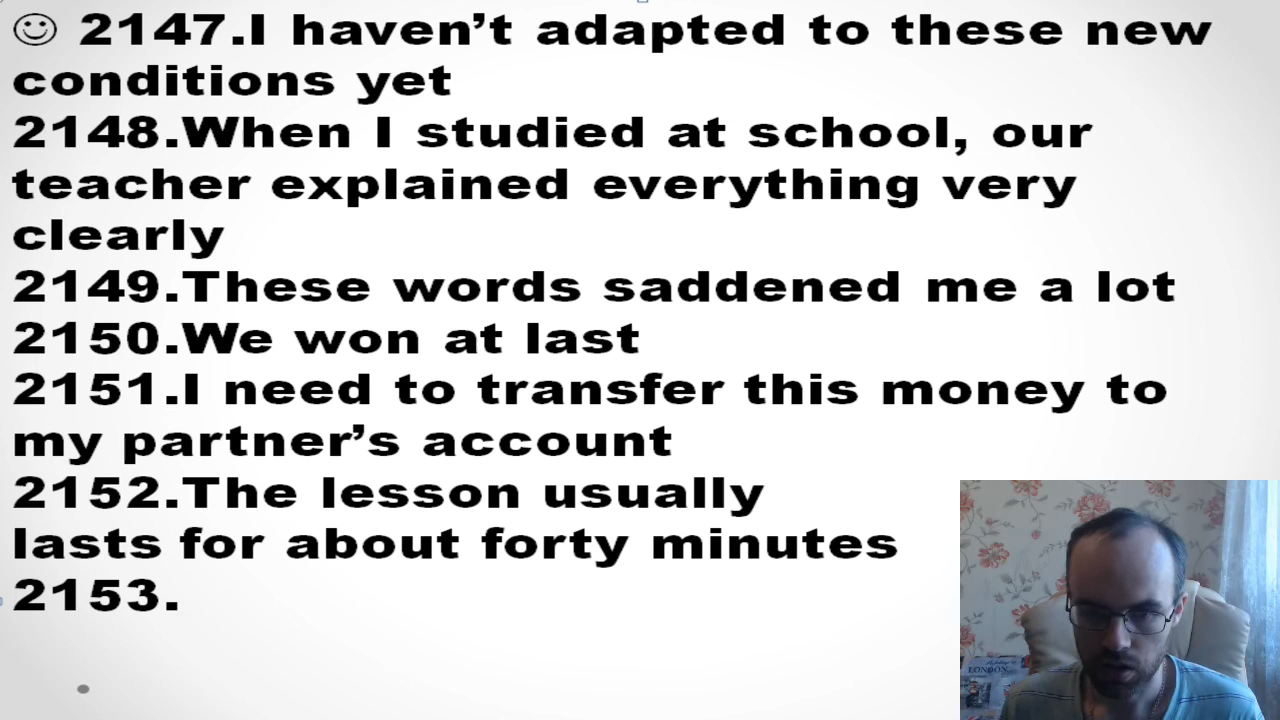 ☺ 2147.I haven’t adapted to these new
conditions yet
2148.When I studied at school, our
teacher explained everything very
clearly
2149.These words saddened me a lot
2150.We won at last
2151.I need to transfer this money to
my partner’s account
2152.The lesson usually
lasts for about forty minutes
2153.
LONDON